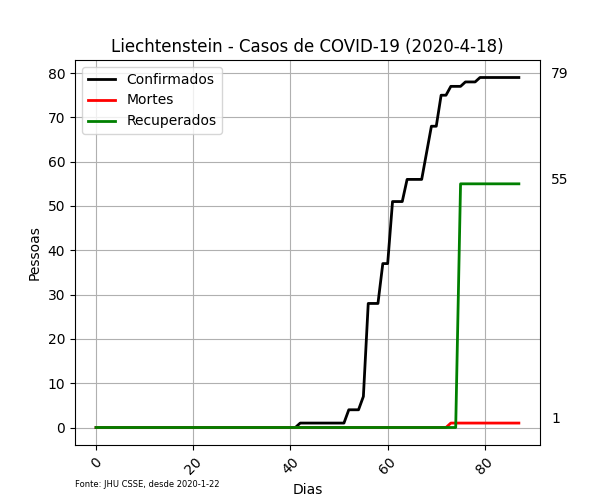 Liechtenstein - Casos de COVID-19 (2020-4-18)
Confirmados
Mortes
Recuperados
Pessoas
80
70
60
50
40
30
20
10
0
79
55
1
0
20
40
60
80
Dias
Fonte: JHU CSSE, desde 2020-1-22